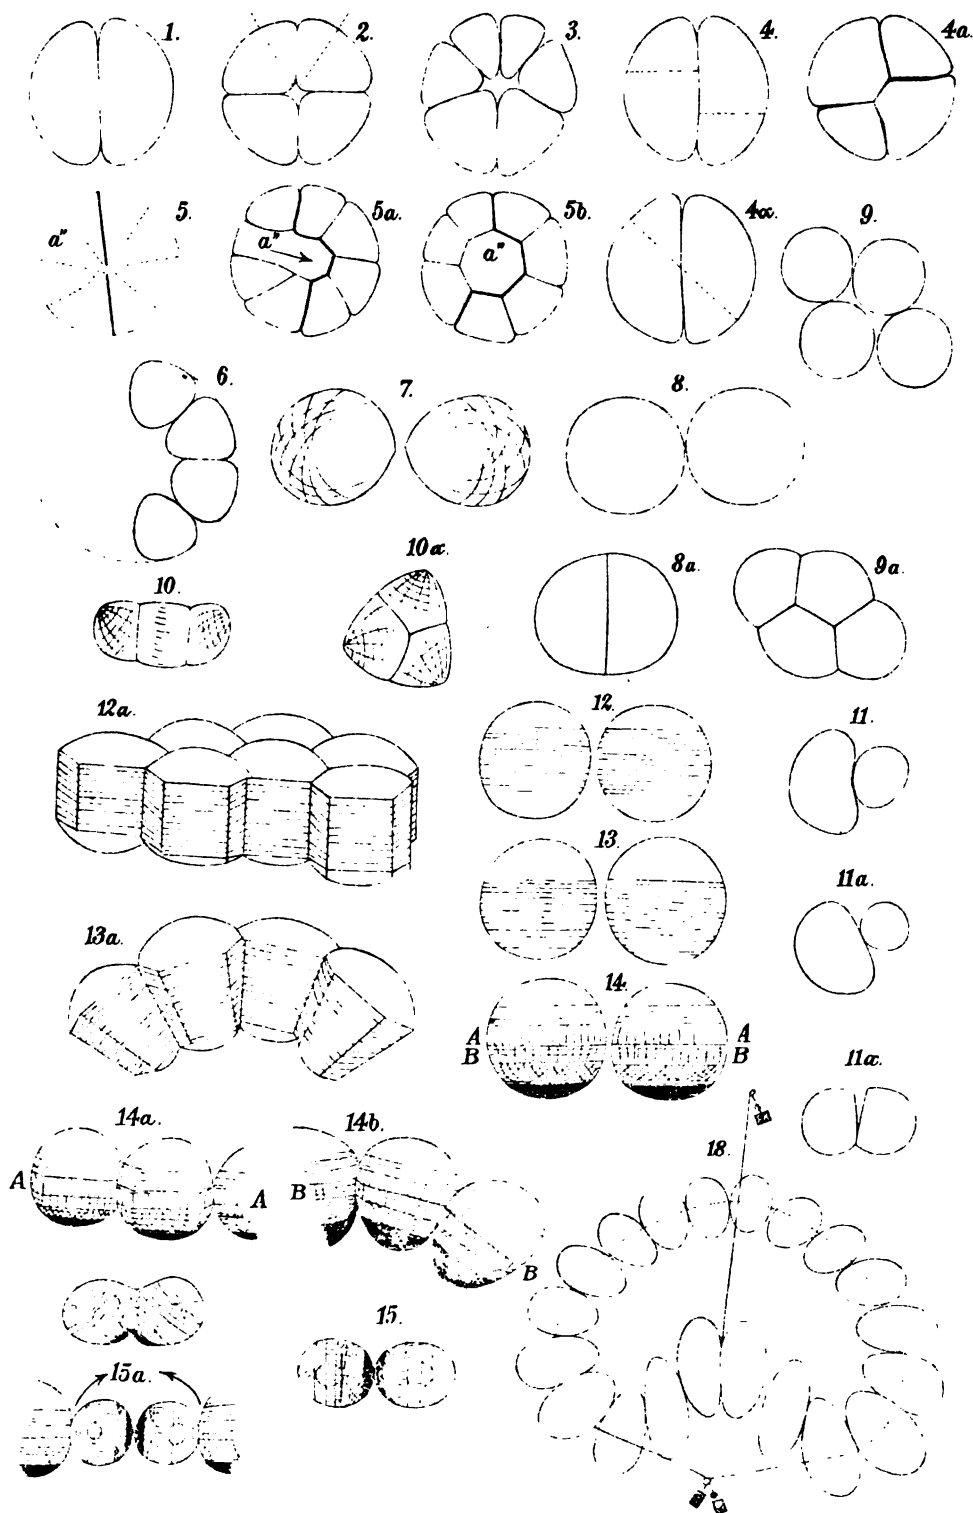 1. 2. 3. 4. 4a.
5. a" 5a. a" 5b. a" 4α. 9.
6. 7. 8.
10. 10α. 8a. 9a.
12a. 12. 11.
13. 11a.
13a.
14.
A A
B B
11α.
14a. 14b. 18.
A A B B
15.
15a.